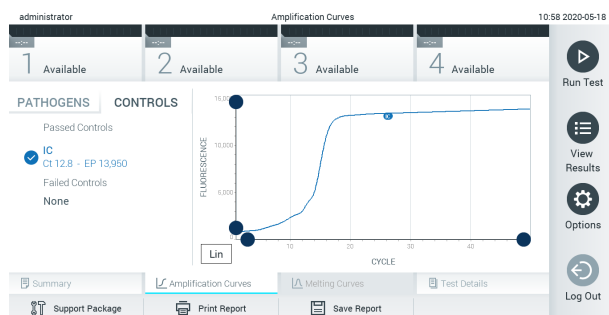 administrator
Amplification Curves
10:58 2020-05-18
--:--
1 Available
--:--
2 Available
--:--
3 Available
--:--
4 Available
Run Test
View
Results
Options
Log Out
PATHOGENS
CONTROLS
Passed Controls
IC
Ct 12.8 - EP 13,950
Failed Controls
None
FLUORESCENCE
10,000
5,000
IC
10
20
30
40
CYCLE
Lin
Summary
Amplification Curves
Melting Curves
Test Details
Support Package
Print Report
Save Report